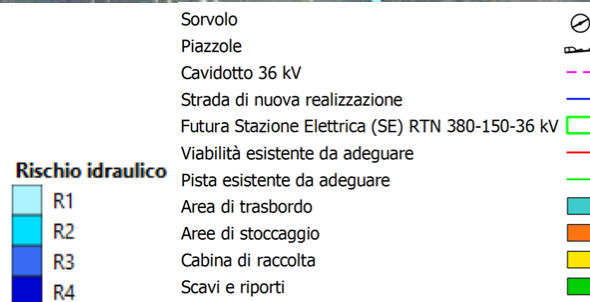 Sorvolo
Piazzole
Cavidotto 36 kV
Strada di nuova realizzazione
Futura Stazione Elettrica (SE) RTN 380-150-36 kV
Viabilità esistente da adeguare
Pista esistente da adeguare
Area di trasbordo
Aree di stoccaggio
Cabina di raccolta
Scavi e riporti
Rischio idraulico
R1
R2
R3
R4